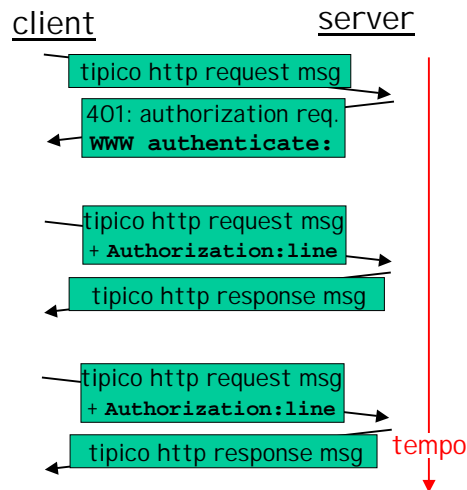 client
server
tipico http request msg
401: authorization req.
WWW authenticate:
tipico http request msg
+ Authorization:line
tipico http response msg
tipico http request msg
+ Authorization:line
tipico http response msg
tempo